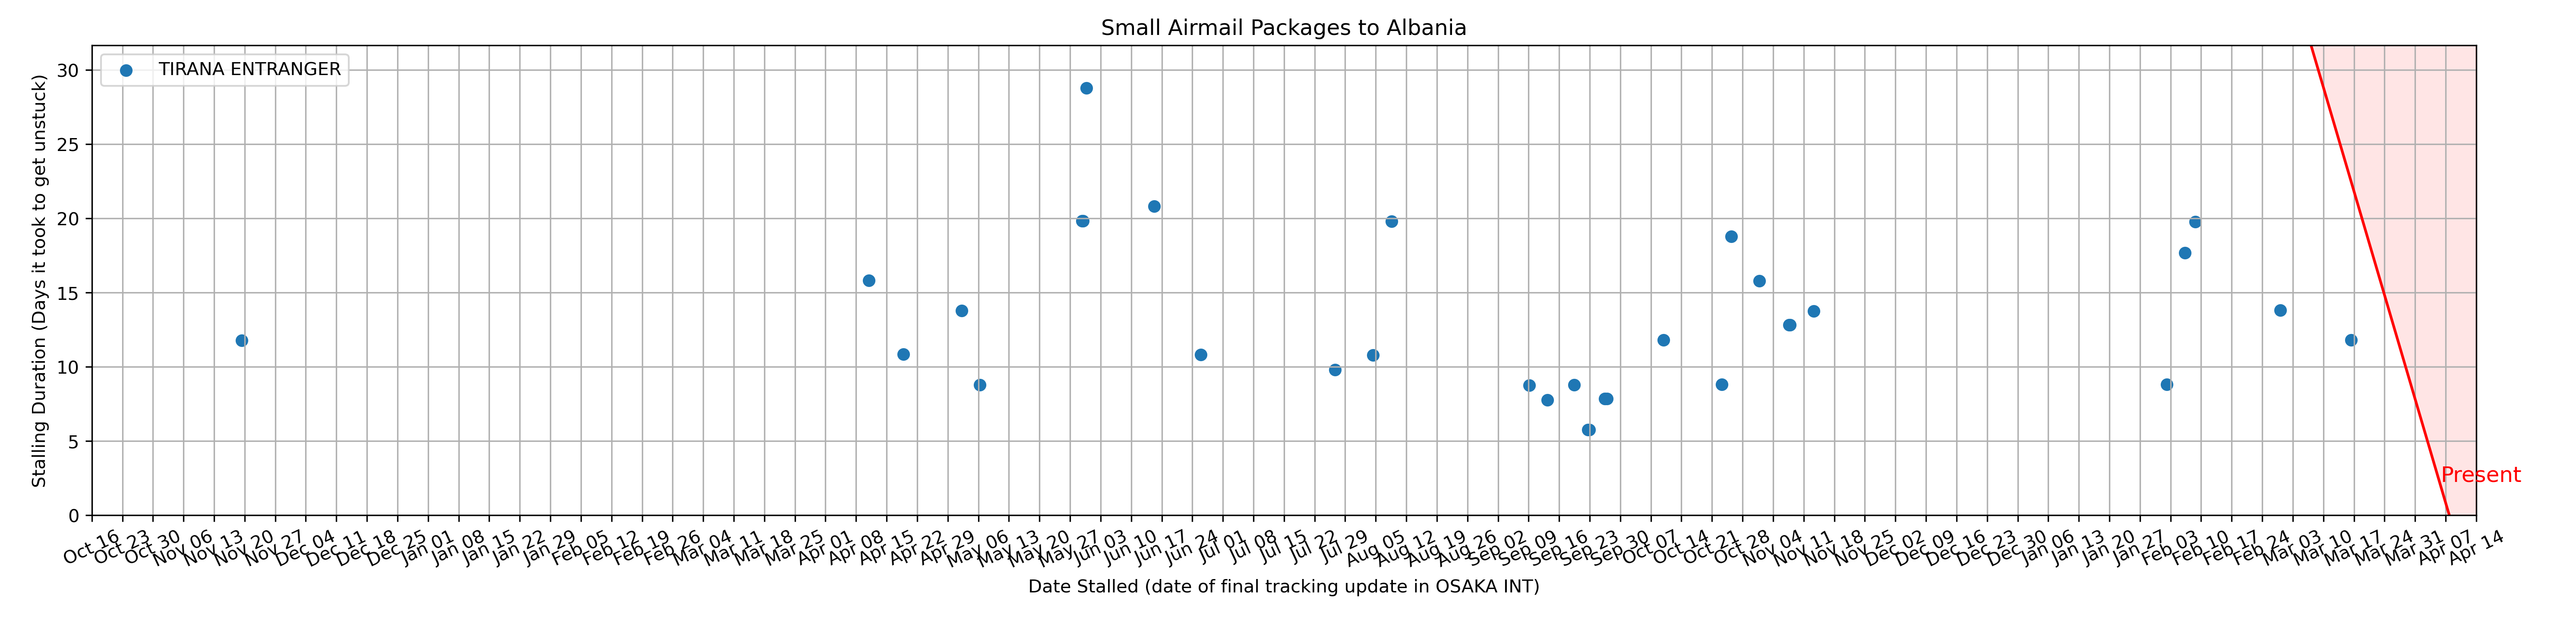 Small Airmail Packages to Albania
TIRANA ENTRANGER
Stalling Duration (Days it took to get unstuck)
30
25
20
15
10
5
0
Present
Oct 16 Oct 23 Oct 30 Nov 06 Nov 13 Nov 20 Nov 27 Dec 04 Dec 11 Dec 18 Dec 25 Jan 01 Jan 08 Jan 15 Jan 22 Jan 29 Feb 05 Feb 12 Feb 19 Feb 26 Mar 04 Mar 11 Mar 18 Mar 25 Apr 01 Apr 08 Apr 15 Apr 22 Apr 29 May 06 May 13 May 20 May 27 Jun 03 Jun 10 Jun 17 Jun 24 Jul 01 Jul 08 Jul 15 Jul 22 Jul 29 Aug 05 Aug 12 Aug 19 Aug 26 Sep 02 Sep 09 Sep 16 Sep 23 Sep 30 Oct 07 Oct 14 Oct 21 Oct 28 Nov 04 Nov 11 Nov 18 Nov 25 Dec 02 Dec 09 Dec 16 Dec 23 Dec 30 Jan 06 Jan 13 Jan 20 Jan 27 Feb 03 Feb 10 Feb 17 Feb 24 Mar 03 Mar 10 Mar 17 Mar 24 Mar 31 Apr 07 Apr 14
Date Stalled (date of final tracking update in OSAKA INT)